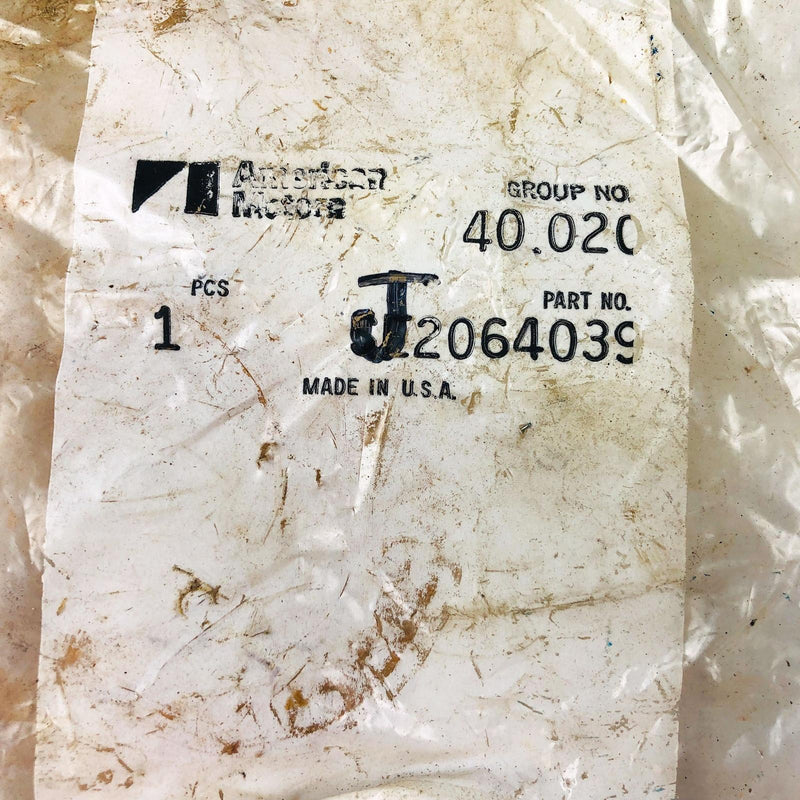 American
Motors
GROUP NO.
40.020
PCS
1
PART NO.
J2064039
MADE IN U.S.A.